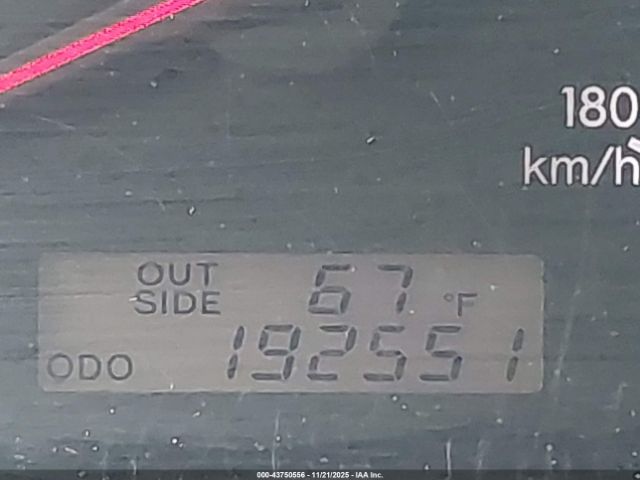 180
km/h
OUT SIDE 67 °F
ODO 192551
000-43750556 - 11/21/2025 - IAA Inc.